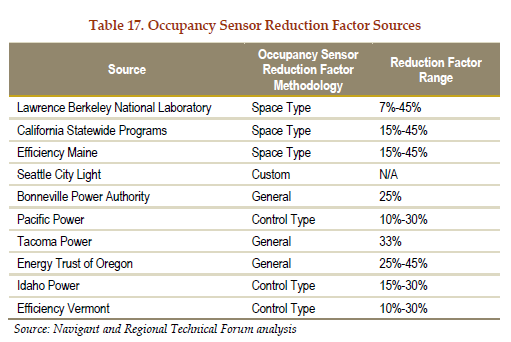 Table 17. Occupancy Sensor Reduction Factor Sources
Source
Occupancy Sensor
Reduction Factor
Methodology
Reduction Factor
Range
Lawrence Berkeley National Laboratory Space Type 7%-45%
California Statewide Programs Space Type 15%-45%
Efficiency Maine Space Type 15%-45%
Seattle City Light Custom N/A
Bonneville Power Authority General 25%
Pacific Power Control Type 10%-30%
Tacoma Power General 33%
Energy Trust of Oregon General 25%-45%
Idaho Power Control Type 15%-30%
Efficiency Vermont Control Type 10%-30%
Source: Navigant and Regional Technical Forum analysis